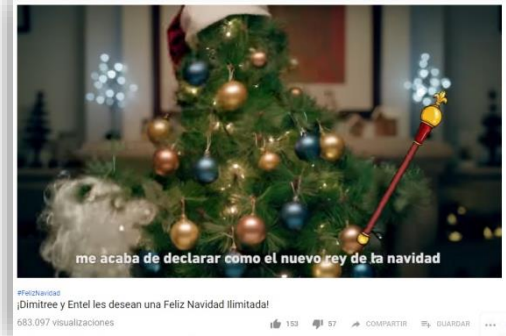 me acaba de declarar como el nuevo rey de la navidad
#FelizNavidad
¡Dimitree y Entel les desean una Feliz Navidad Ilimitada!
683.097 visualizaciones 153 57 COMPARTIR GUARDAR ...